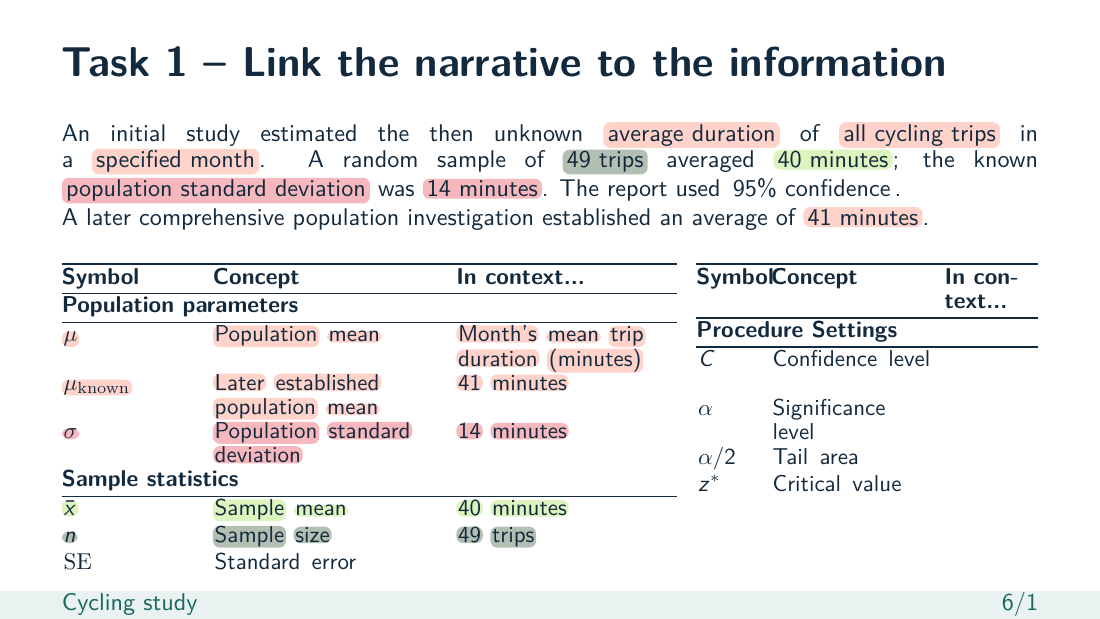 Task 1 – Link the narrative to the information
An initial study estimated the then unknown average duration of all cycling trips in
a specified month. A random sample of 49 trips averaged 40 minutes; the known
population standard deviation was 14 minutes. The report used 95% confidence.
A later comprehensive population investigation established an average of 41 minutes.
Symbol Concept In context...
Population parameters
μ Population mean Month's mean trip
duration (minutes)
μknown Later established 41 minutes
population mean
σ Population standard 14 minutes
deviation
Sample statistics
x̄ Sample mean 40 minutes
n Sample size 49 trips
SE Standard error
Symbol Concept In con-
text...
Procedure Settings
C Confidence level
α Significance
level
α/2 Tail area
z* Critical value
Cycling study 6/1